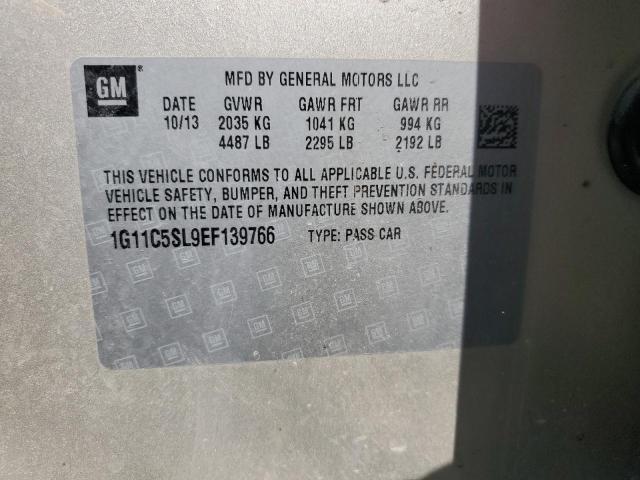 GM ® MFD BY GENERAL MOTORS LLC
DATE GVWR GAWR FRT GAWR RR
10/13 2035 KG 1041 KG 994 KG
4487 LB 2295 LB 2192 LB
THIS VEHICLE CONFORMS TO ALL APPLICABLE U.S. FEDERAL MOTOR
VEHICLE SAFETY, BUMPER, AND THEFT PREVENTION STANDARDS IN
EFFECT ON THE DATE OF MANUFACTURE SHOWN ABOVE.
1G11C5SL9EF139766 TYPE: PASS CAR